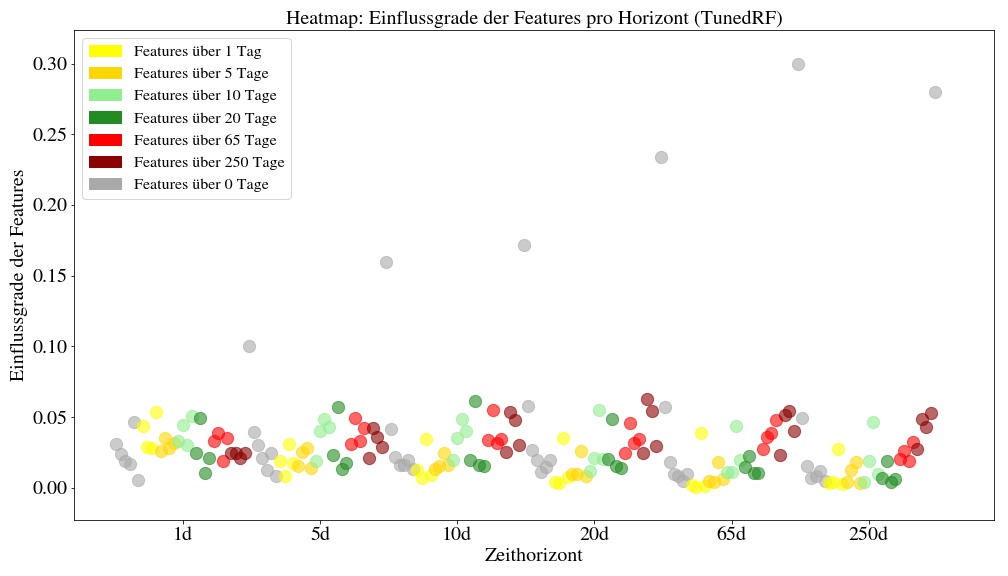 Heatmap: Einflussgrade der Features pro Horizont (TunedRF)
Features über 1 Tag
Features über 5 Tage
Features über 10 Tage
Features über 20 Tage
Features über 65 Tage
Features über 250 Tage
Features über 0 Tage
Einflussgrade der Features
0.30
0.25
0.20
0.15
0.10
0.05
0.00
1d 5d 10d 20d 65d 250d
Zeithorizont